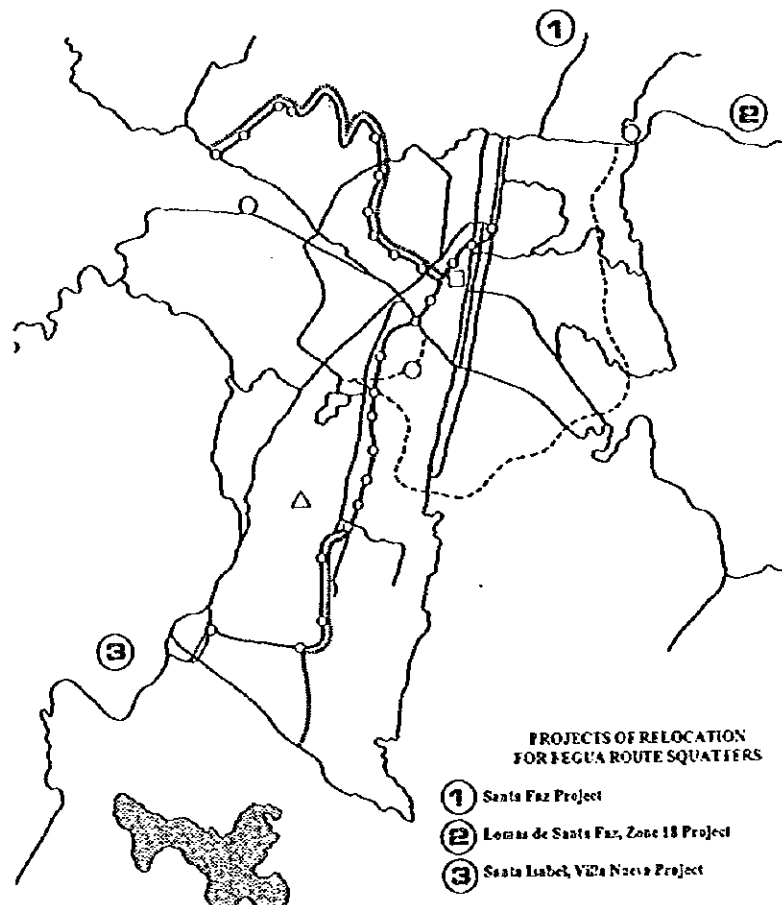 1
2
3
PROJECTS OF RELOCATION
FOR FEGUA ROUTE SQUATTERS
1 Santa Faz Project
2 Lomas de Santa Faz, Zone 18 Project
3 Santa Isabel, Villa Nueva Project